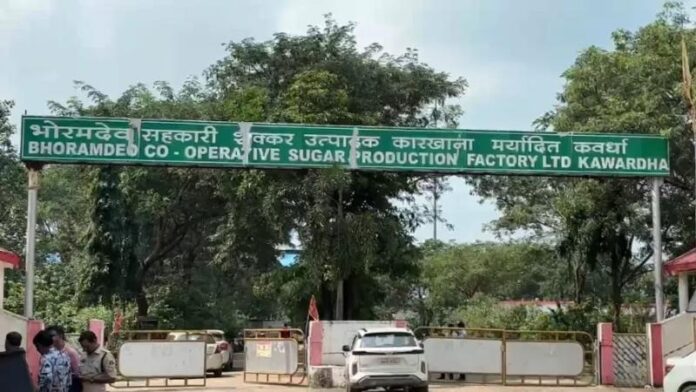 भोरमदेव सहकारी शक्कर उत्पादक कारखाना मर्यादित कवर्धा
BHORAMDEO CO - OPERATIVE SUGAR PRODUCTION FACTORY LTD KAWARDHA